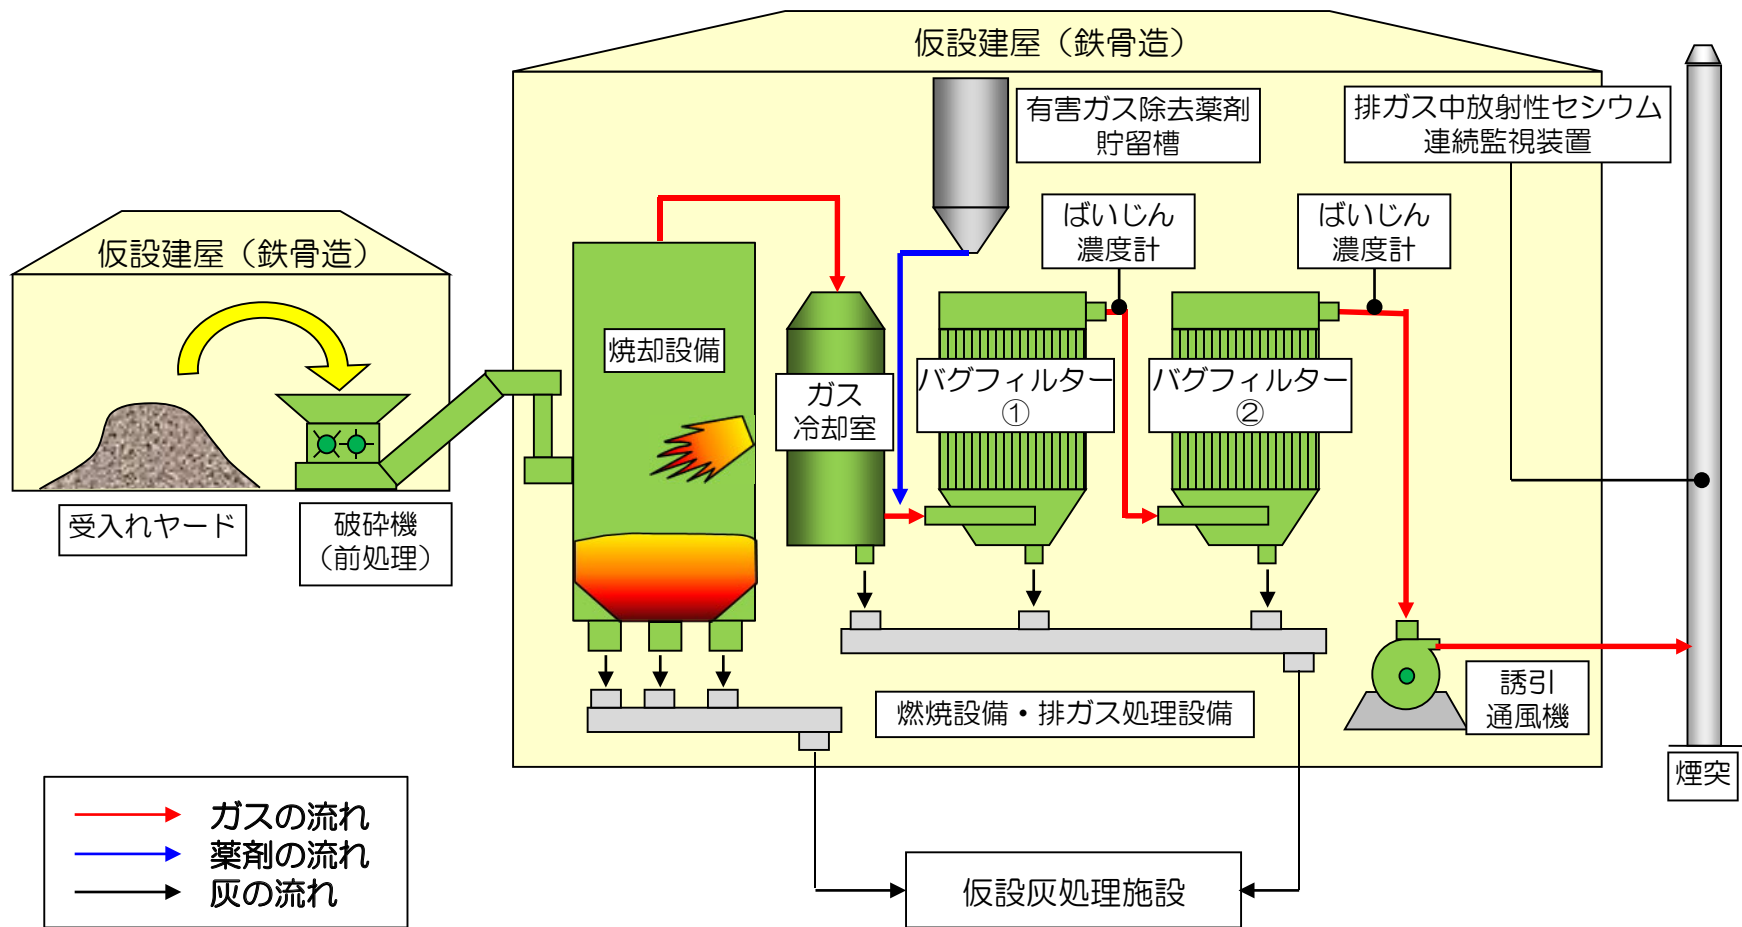 仮設建屋（鉄骨造）
有害ガス除去薬剤
貯留槽
排ガス中放射性セシウム
連続監視装置
ばいじん
濃度計
ばいじん
濃度計
仮設建屋（鉄骨造）
焼却設備
ガス
冷却室
バグフィルター
①
バグフィルター
②
受入れヤード
破砕機
（前処理）
燃焼設備・排ガス処理設備
誘引
通風機
煙突
ガスの流れ
薬剤の流れ
灰の流れ
仮設灰処理施設